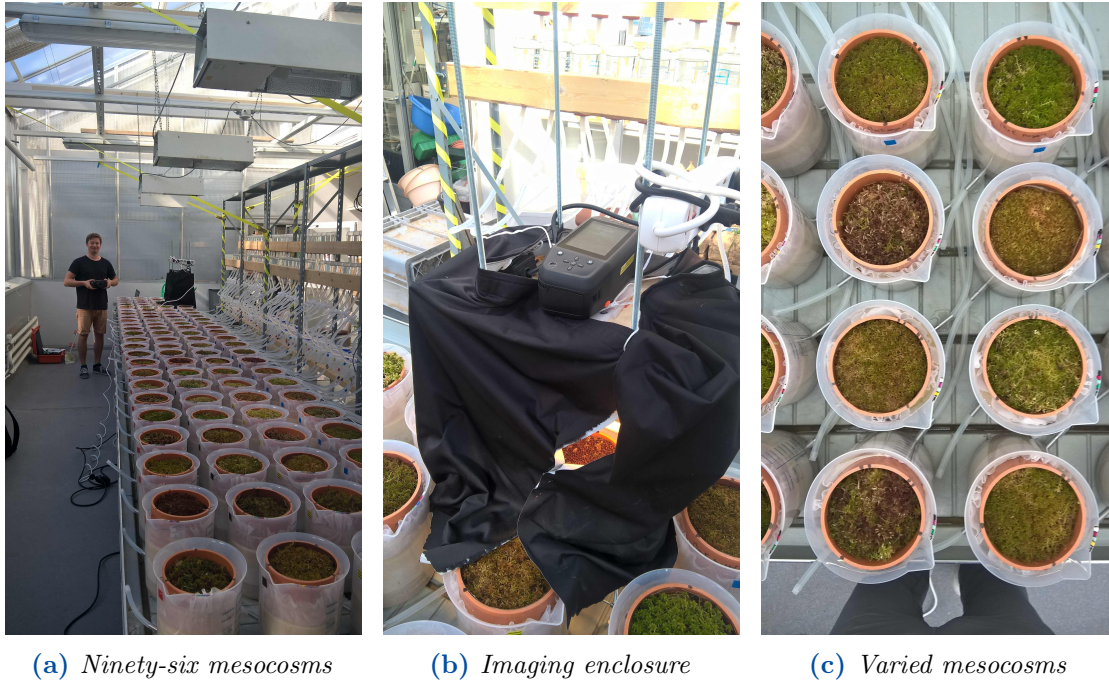 (a) Ninety-six mesocosms
(b) Imaging enclosure
(c) Varied mesocosms